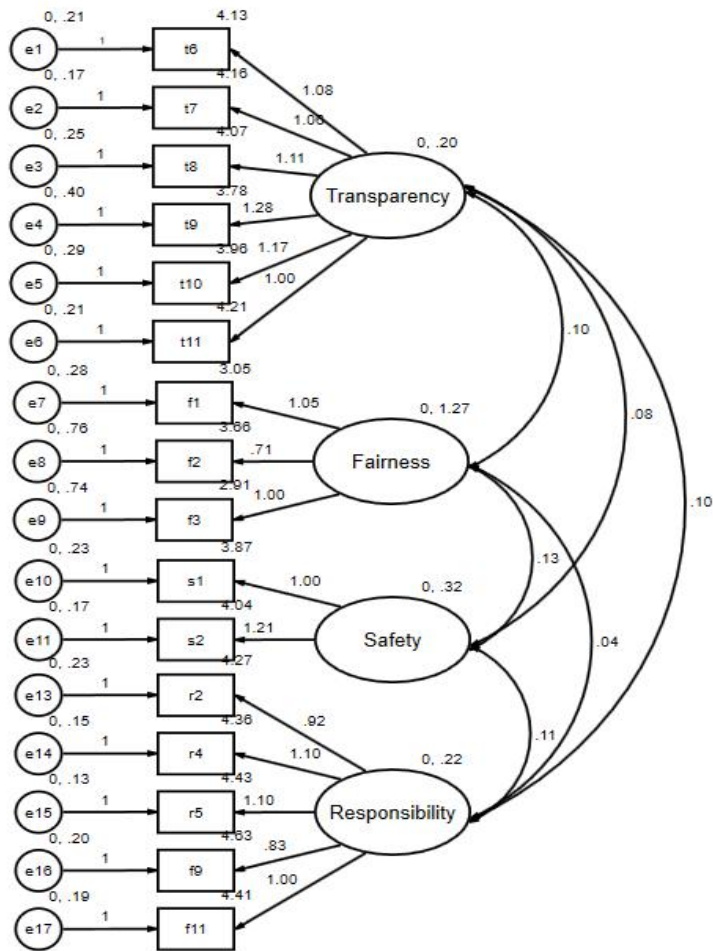 0, .21 4.13
e1 1 t6
0, .17 4.16 1.08
e2 1 t7 1.06
0, .25 4.07 0, .20
e3 1 t8 1.11
0, .40 3.78 Transparency
e4 1 t9 1.28
0, .29 3.96 1.17
e5 1 t10 1.00
0, .21 4.21
e6 1 t11 .10
0, .28 3.05
e7 1 f1 1.05 0, 1.27
0, .76 3.66 .08
e8 1 f2 .71 Fairness
0, .74 2.91 1.00
e9 1 f3 .10
0, .23 3.87
e10 1 s1 1.00 .13
0, .17 4.04 0, .32
e11 1 s2 1.21 Safety .04
0, .23 4.27
e13 1 r2 .92
0, .15 4.36 .11
e14 1 r4 1.10 0, .22
0, .13 4.43
e15 1 r5 1.10 Responsibility
0, .20 4.63 .83
e16 1 f9 1.00
0, .19 4.41
e17 1 f11